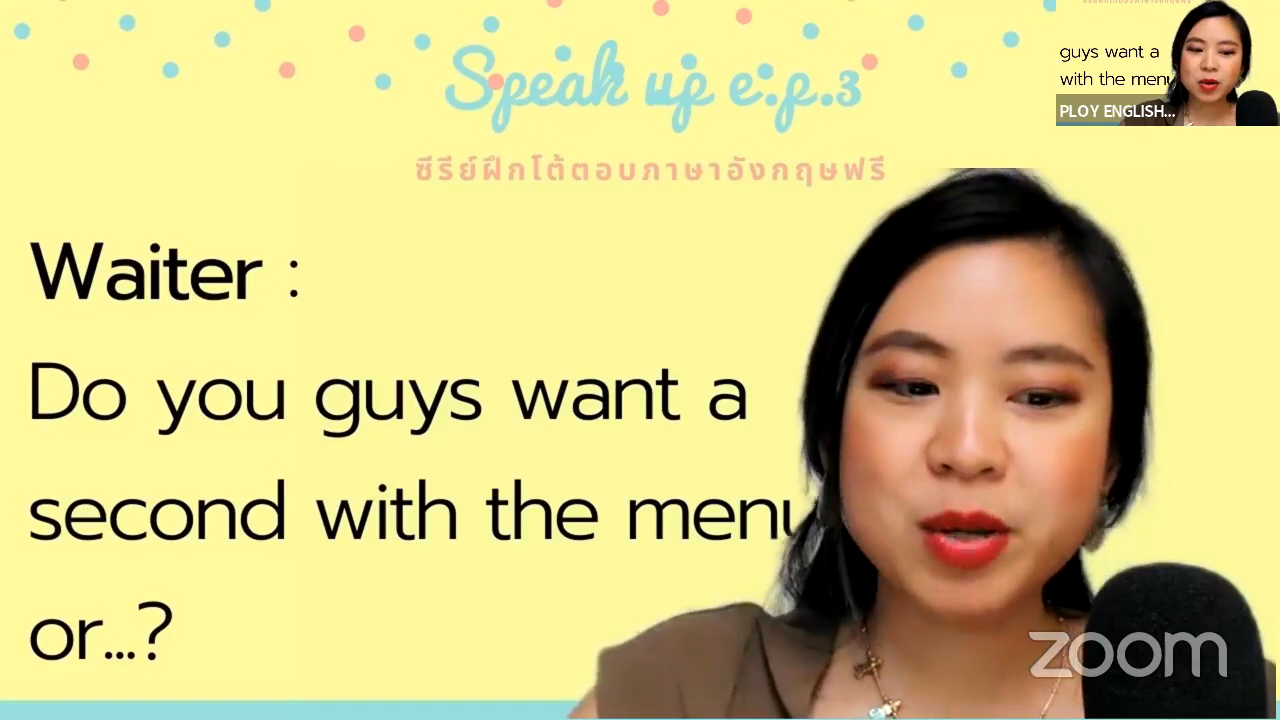 Speak up e.p.3
ซีรีย์ฝึกโต้ตอบภาษาอังกฤษฟรี
guys want a
with the menu
PLOY ENGLISH...
Waiter :
Do you guys want a
second with the menu
or...?
zoom